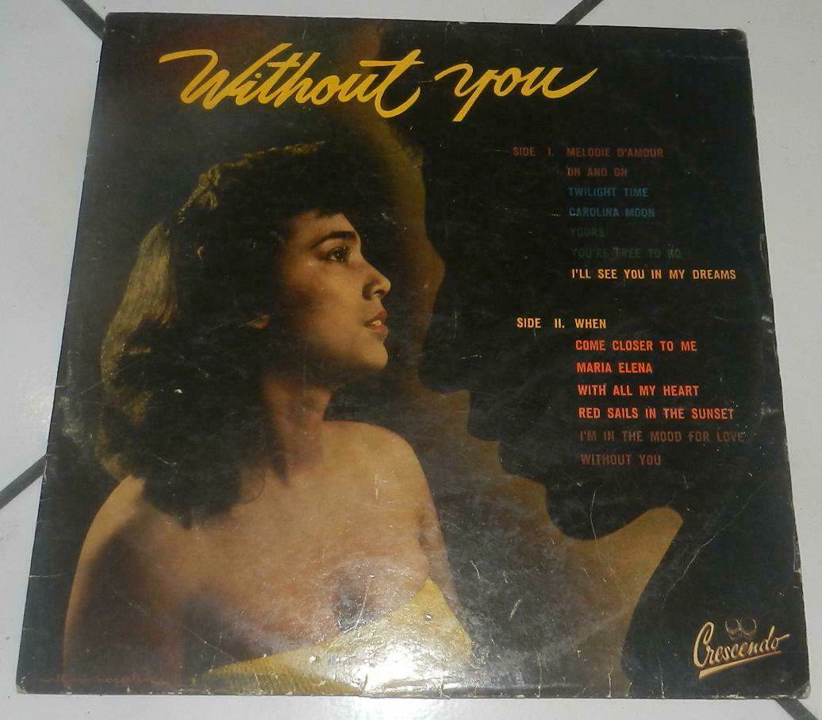 Without you
SIDE I. MELODIE D'AMOUR
ON AND ON
TWILIGHT TIME
CAROLINA MOON
YOURS
YOU'RE FREE TO GO
I'LL SEE YOU IN MY DREAMS
SIDE II. WHEN
COME CLOSER TO ME
MARIA ELENA
WITH ALL MY HEART
RED SAILS IN THE SUNSET
I'M IN THE MOOD FOR LOVE
WITHOUT YOU
Crescendo